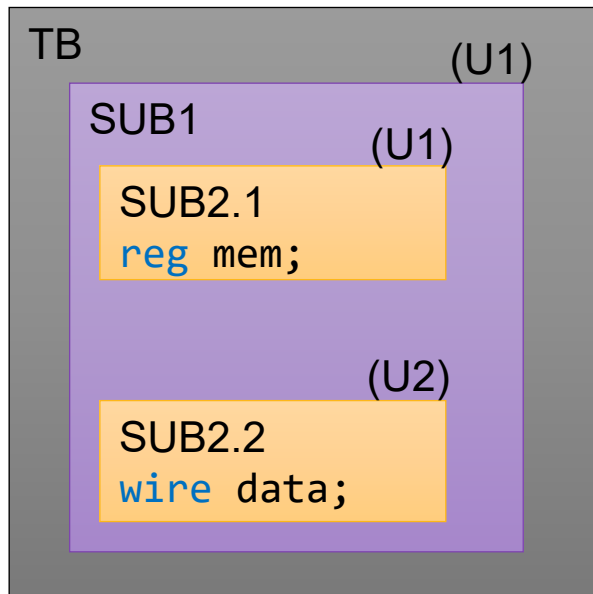 TB
(U1)
SUB1
(U1)
SUB2.1
reg mem;
(U2)
SUB2.2
wire data;